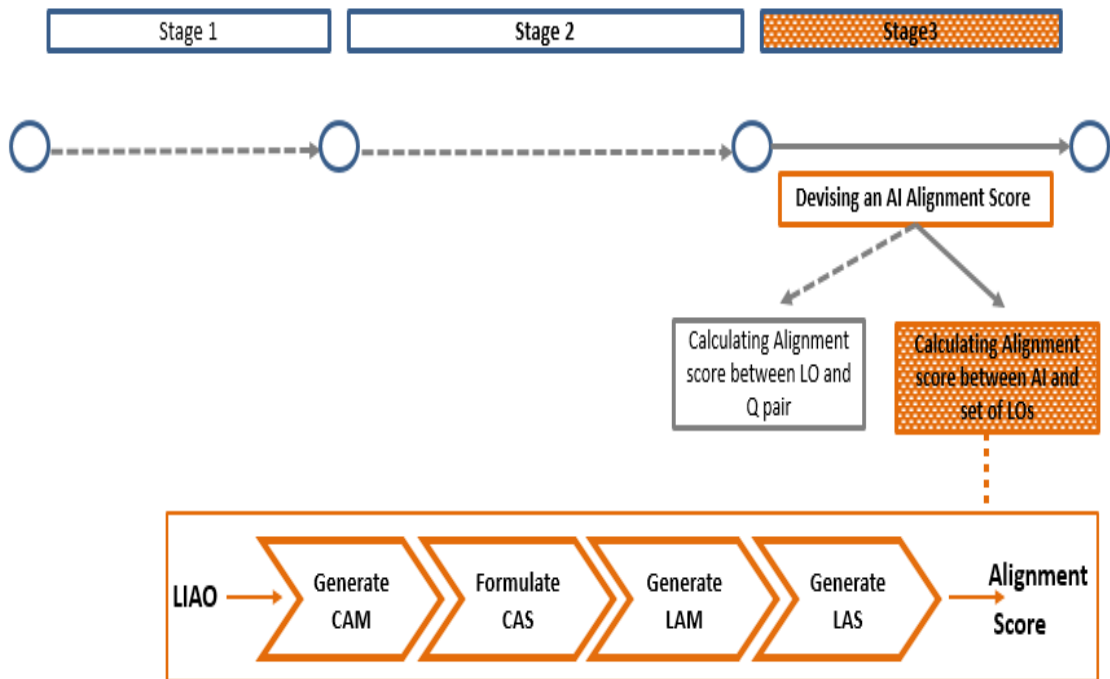 Stage 1
Stage 2
Stage3
Devising an AI Alignment Score
Calculating Alignment
score between LO and
Q pair
Calculating Alignment
score between AI and
set of LOs
LIAO
Generate
CAM
Formulate
CAS
Generate
LAM
Generate
LAS
Alignment
Score